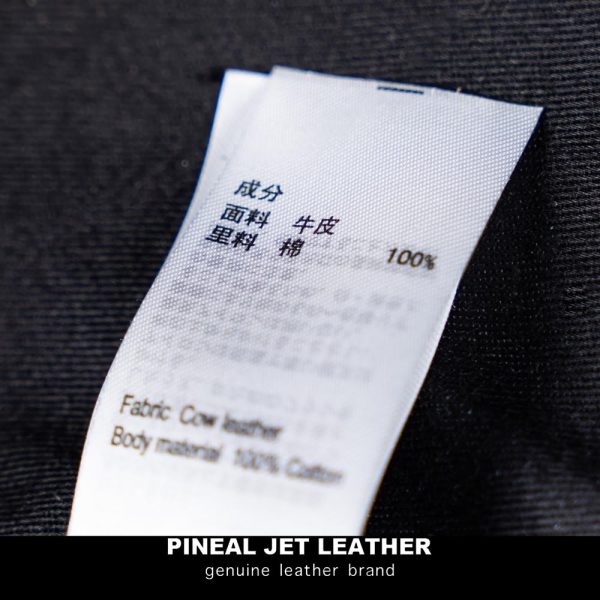 成分
面料 牛皮
里料 棉 100%
Fabric Cow leather
Body material 100% Cotton
PINEAL JET LEATHER
genuine leather brand